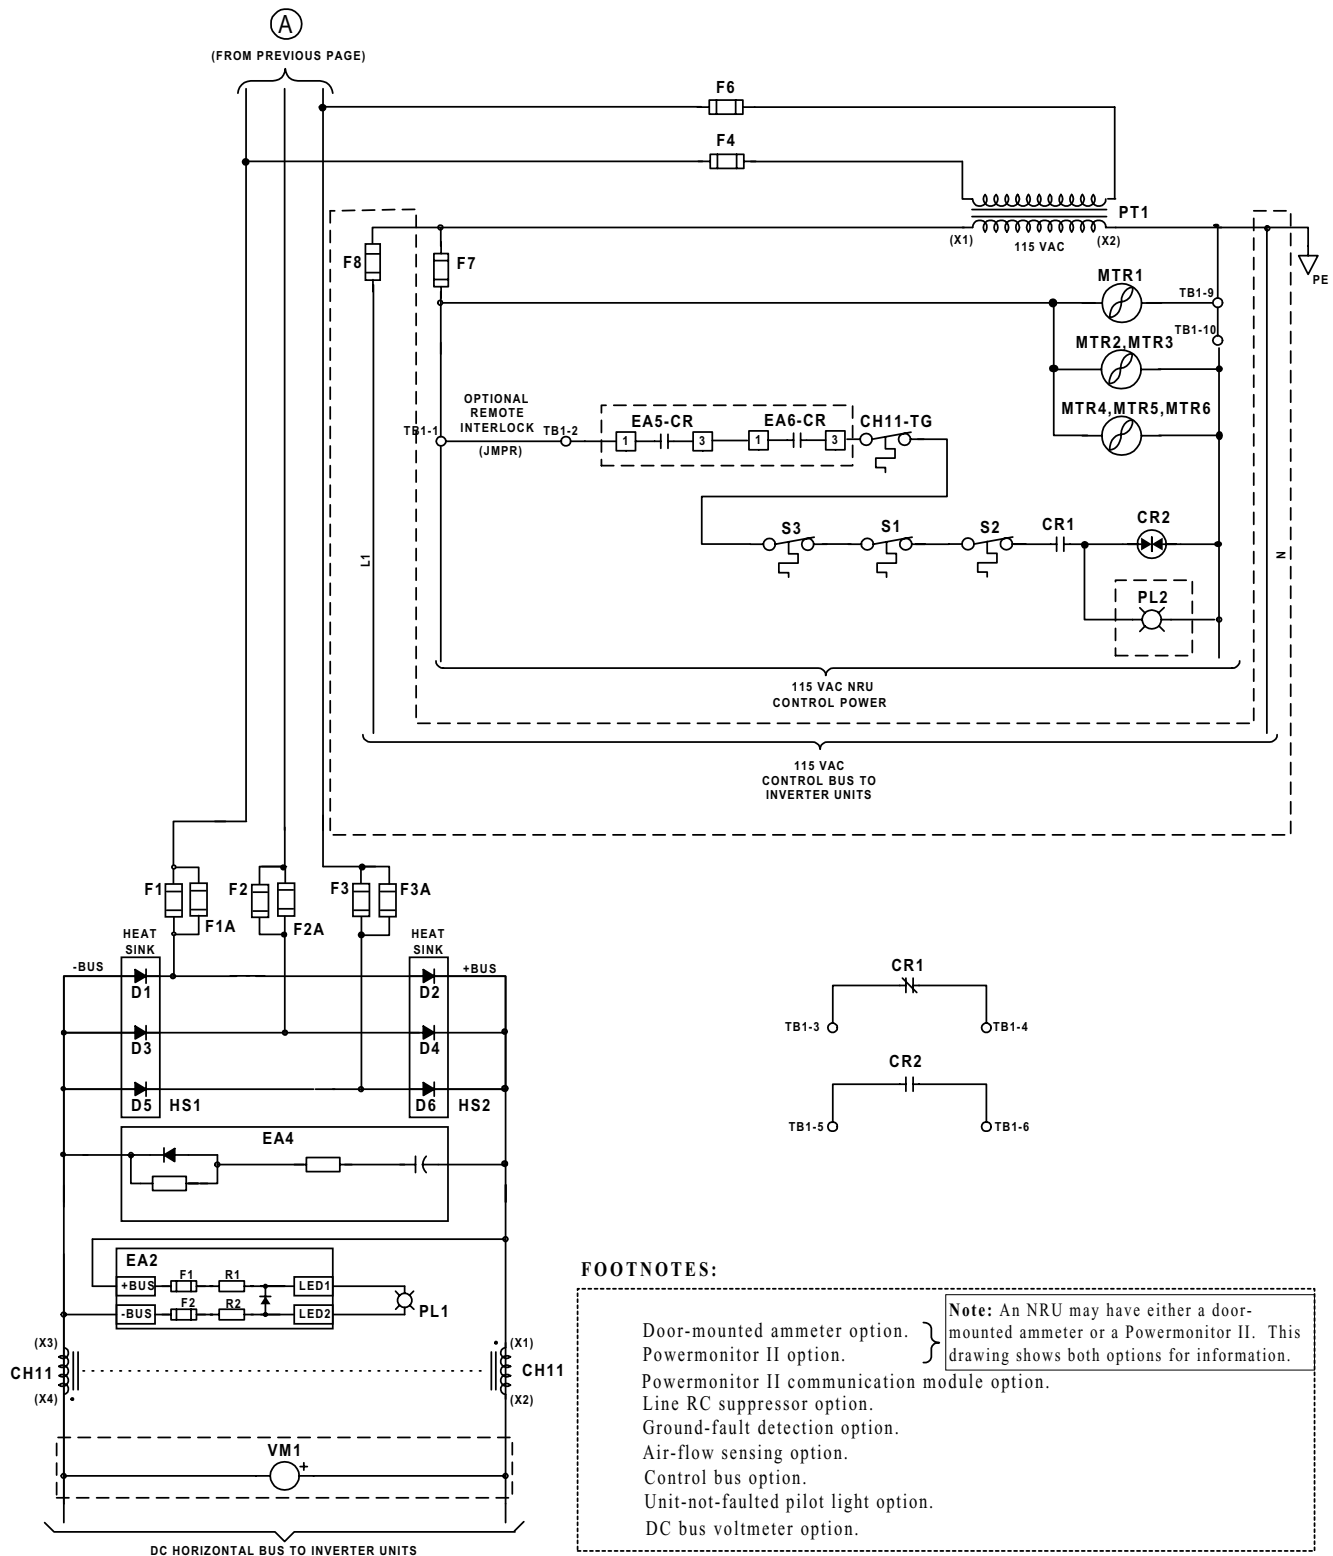 A
(FROM PREVIOUS PAGE)
F6
F4
PT1
(X1)
115 VAC
(X2)
F8
F7
PE
MTR1
TB1-9
TB1-10
MTR2,MTR3
MTR4,MTR5,MTR6
OPTIONAL
REMOTE
INTERLOCK
(JMPR)
TB1-1
TB1-2
EA5-CR
1
3
EA6-CR
1
3
CH11-TG
S3
S1
S2
CR1
CR2
PL2
L1
N
115 VAC NRU
CONTROL POWER
115 VAC
CONTROL BUS TO
INVERTER UNITS
F1
F1A
F2
F2A
F3
F3A
HEAT
SINK
HEAT
SINK
-BUS
+BUS
D1
D2
D3
D4
D5
HS1
D6
HS2
CR1
TB1-3
TB1-4
CR2
TB1-5
TB1-6
EA4
EA2
+BUS
F1
R1
LED1
-BUS
F2
R2
LED2
PL1
(X3)
CH11
(X4)
(X1)
CH11
(X2)
VM1
+
DC HORIZONTAL BUS TO INVERTER UNITS
FOOTNOTES:
Door-mounted ammeter option.
Powermonitor II option.
Note: An NRU may have either a door-
mounted ammeter or a Powermonitor II. This
drawing shows both options for information.
Powermonitor II communication module option.
Line RC suppressor option.
Ground-fault detection option.
Air-flow sensing option.
Control bus option.
Unit-not-faulted pilot light option.
DC bus voltmeter option.